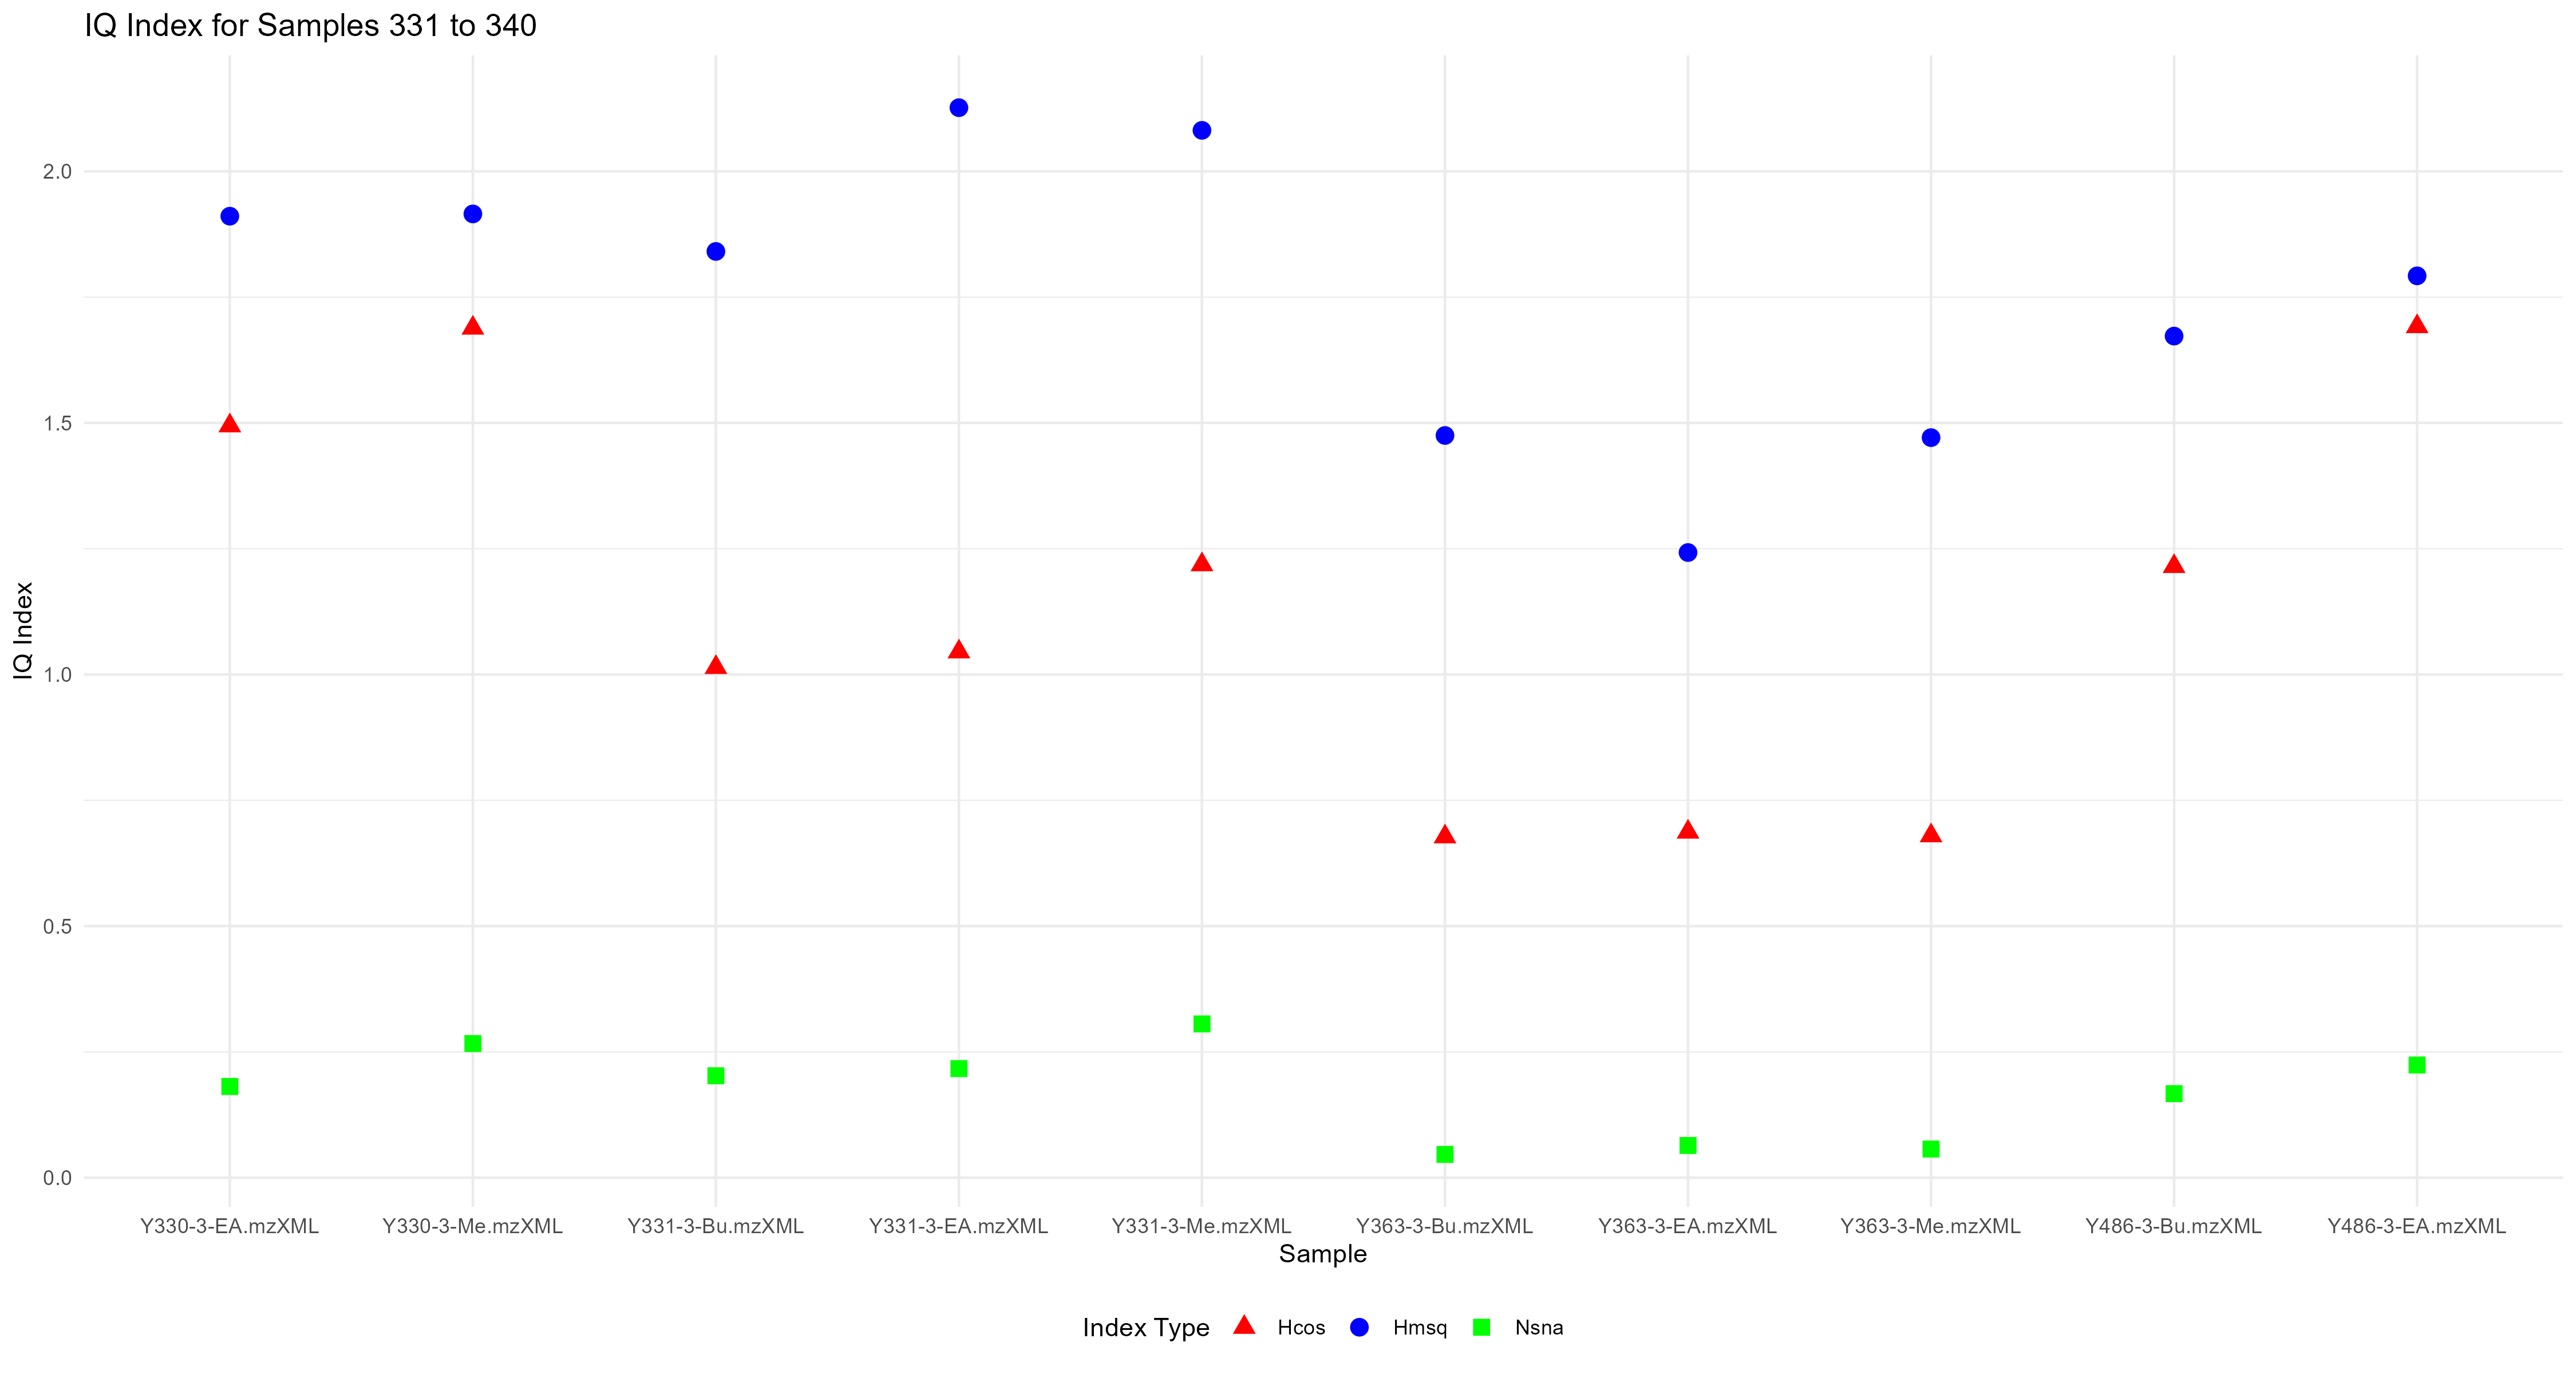 IQ Index for Samples 331 to 340
IQ Index
2.0
1.5
1.0
0.5
0.0
Y330-3-EA.mzXML Y330-3-Me.mzXML Y331-3-Bu.mzXML Y331-3-EA.mzXML Y331-3-Me.mzXML Y363-3-Bu.mzXML Y363-3-EA.mzXML Y363-3-Me.mzXML Y486-3-Bu.mzXML Y486-3-EA.mzXML
Sample
Index Type Hcos Hmsq Nsna